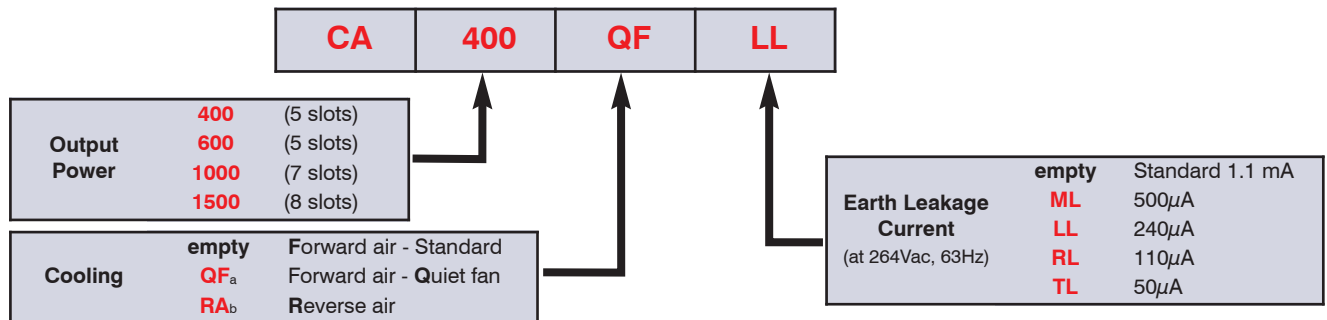 CA 400 QF LL
Output Power
400 (5 slots)
600 (5 slots)
1000 (7 slots)
1500 (8 slots)
Cooling
empty Forward air - Standard
QFa Forward air - Quiet fan
RAb Reverse air
Earth Leakage
Current
(at 264Vac, 63Hz)
empty Standard 1.1 mA
ML 500µA
LL 240µA
RL 110µA
TL 50µA